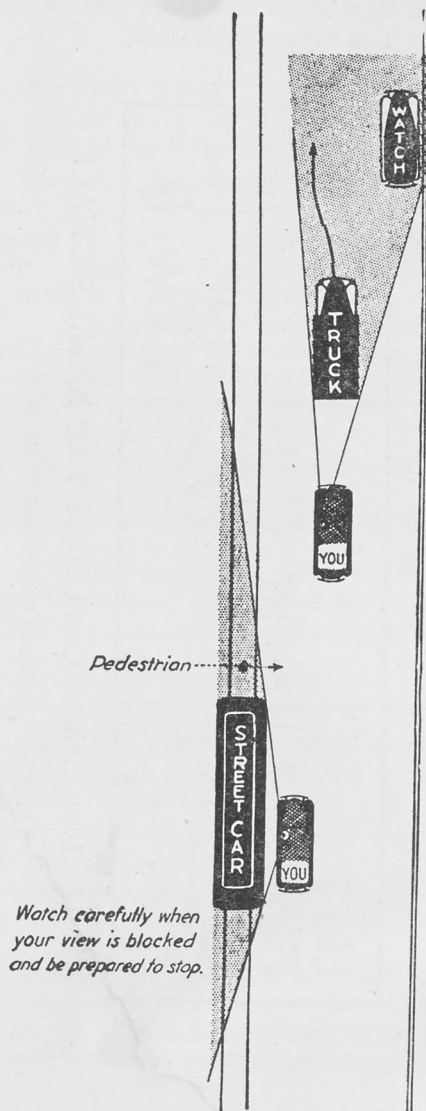 WATCH
TRUCK
YOU
Pedestrian
STREET CAR
YOU
Watch carefully when
your view is blocked
and be prepared to stop.